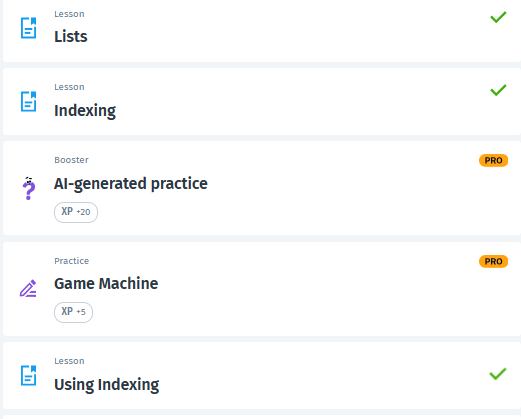 Lesson
Lists
Lesson
Indexing
Booster
PRO
AI-generated practice
XP +20
Practice
PRO
Game Machine
XP +5
Lesson
Using Indexing